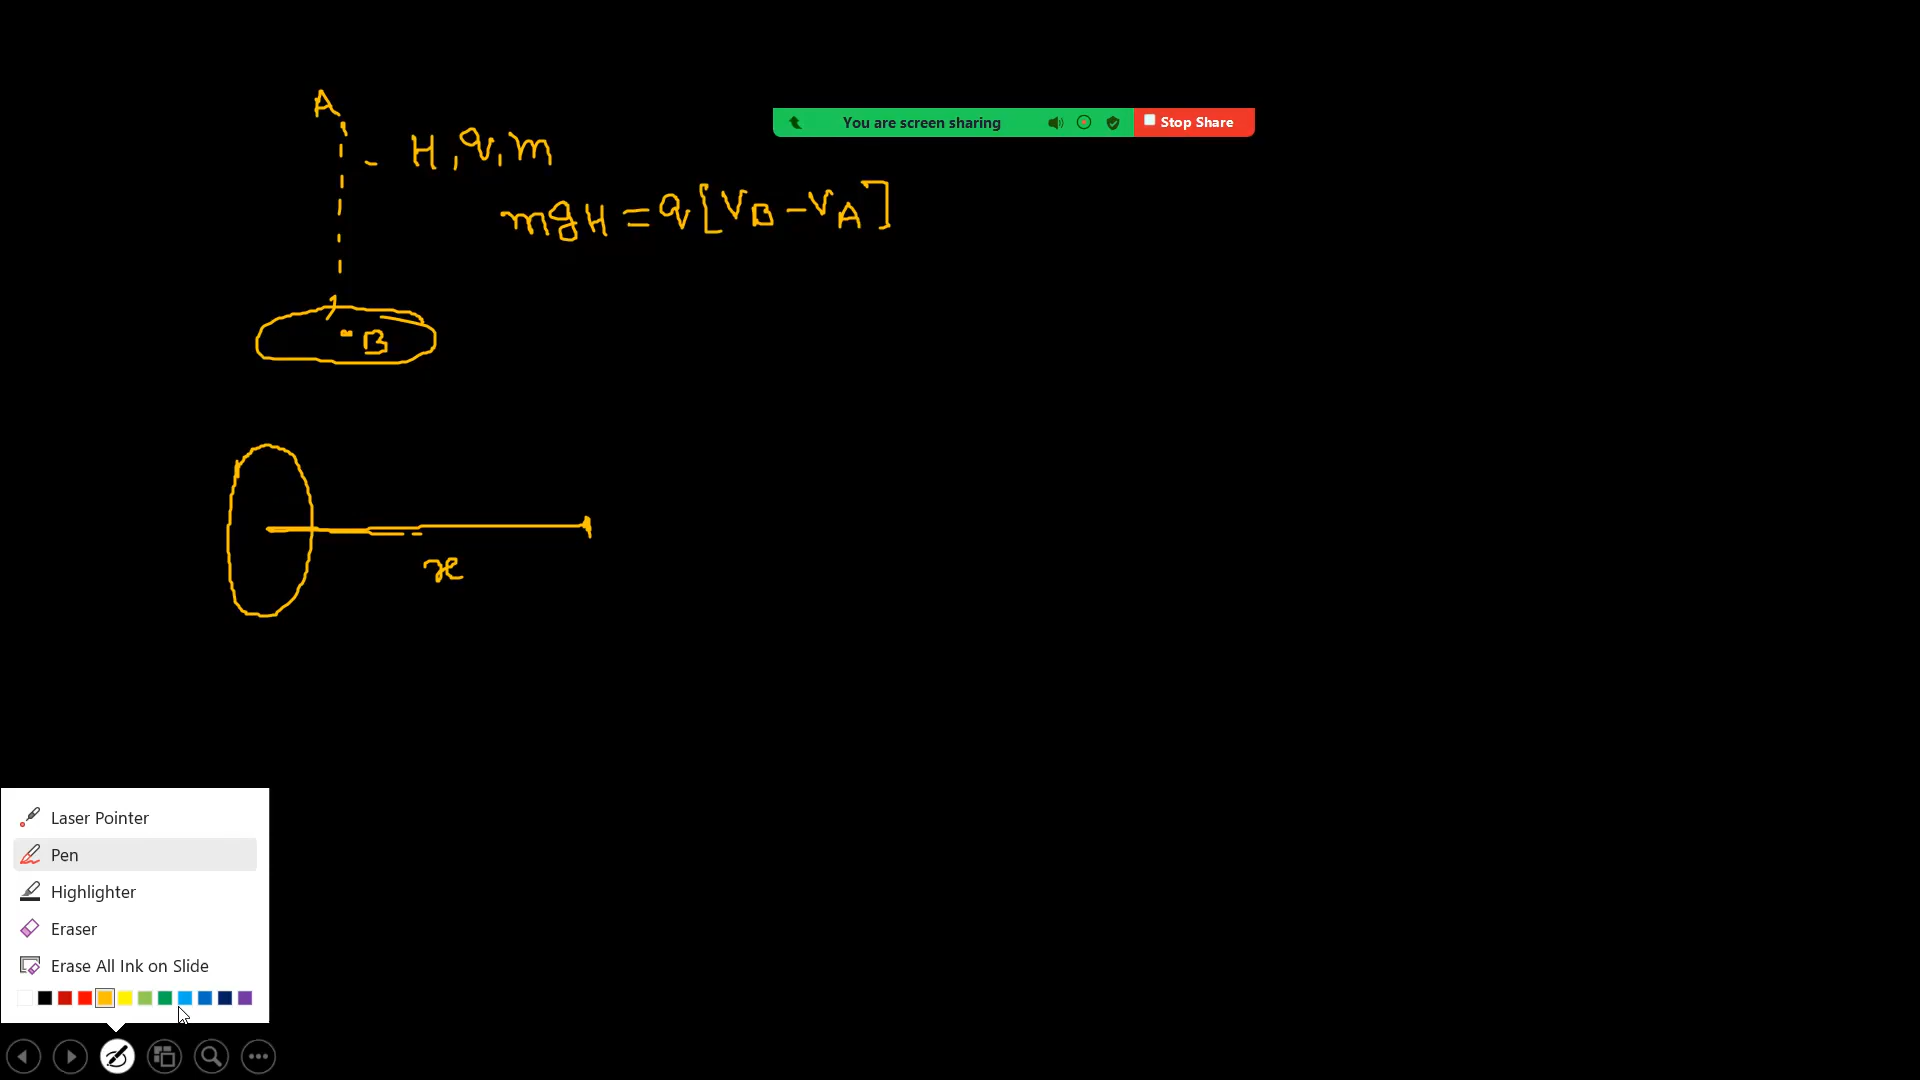 A
You are screen sharing
Stop Share
H, q, m
mgH = q[VB - VA]
B
x
Laser Pointer
Pen
Highlighter
Eraser
Erase All Ink on Slide